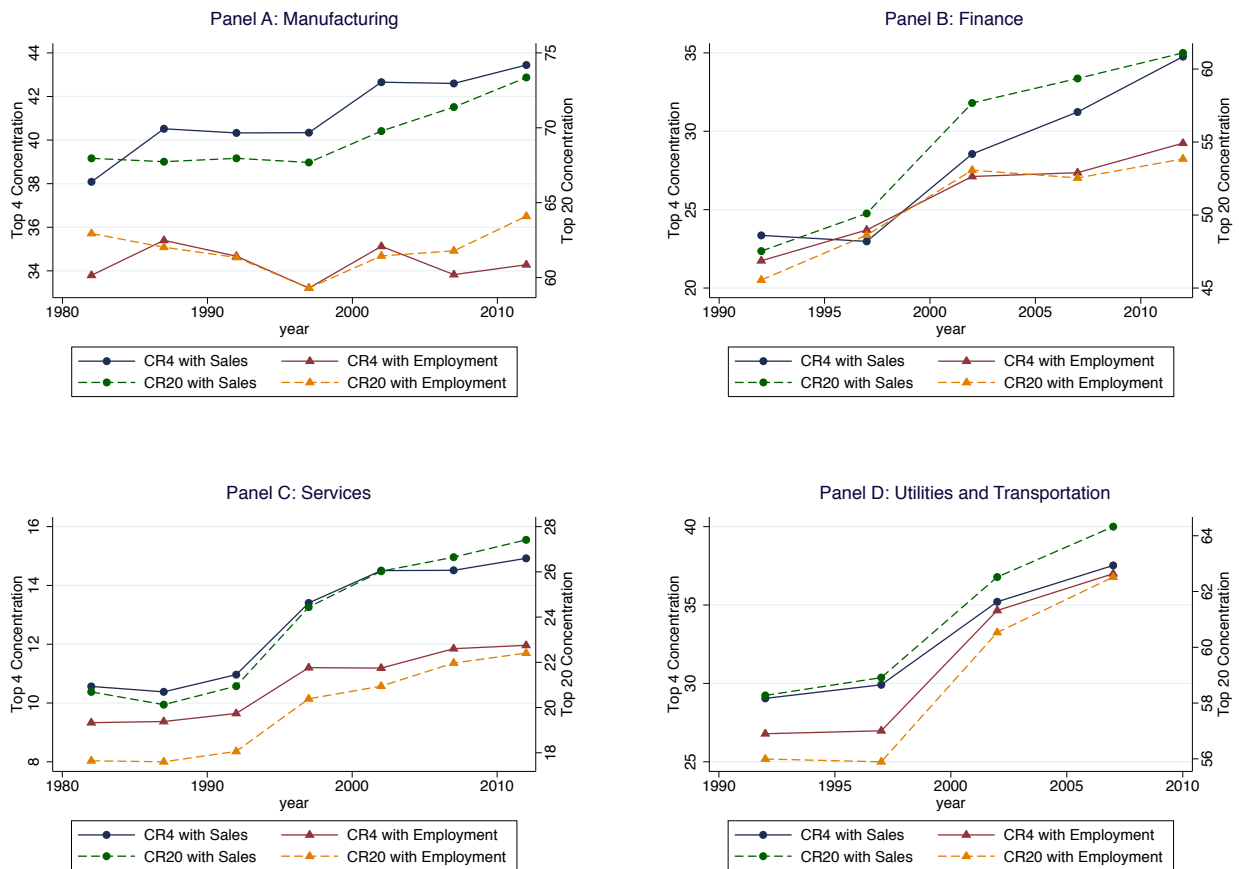 Panel A: Manufacturing
Top 4 Concentration
44
42
40
38
36
34
Top 20 Concentration
75
70
65
60
1980
1990
2000
2010
year
CR4 with Sales
CR4 with Employment
CR20 with Sales
CR20 with Employment
Panel B: Finance
Top 4 Concentration
35
30
25
20
Top 20 Concentration
60
55
50
45
1990
1995
2000
2005
2010
year
CR4 with Sales
CR4 with Employment
CR20 with Sales
CR20 with Employment
Panel C: Services
Top 4 Concentration
16
14
12
10
8
Top 20 Concentration
28
26
24
22
20
18
1980
1990
2000
2010
year
CR4 with Sales
CR4 with Employment
CR20 with Sales
CR20 with Employment
Panel D: Utilities and Transportation
Top 4 Concentration
40
35
30
25
Top 20 Concentration
64
62
60
58
56
1990
1995
2000
2005
2010
year
CR4 with Sales
CR4 with Employment
CR20 with Sales
CR20 with Employment